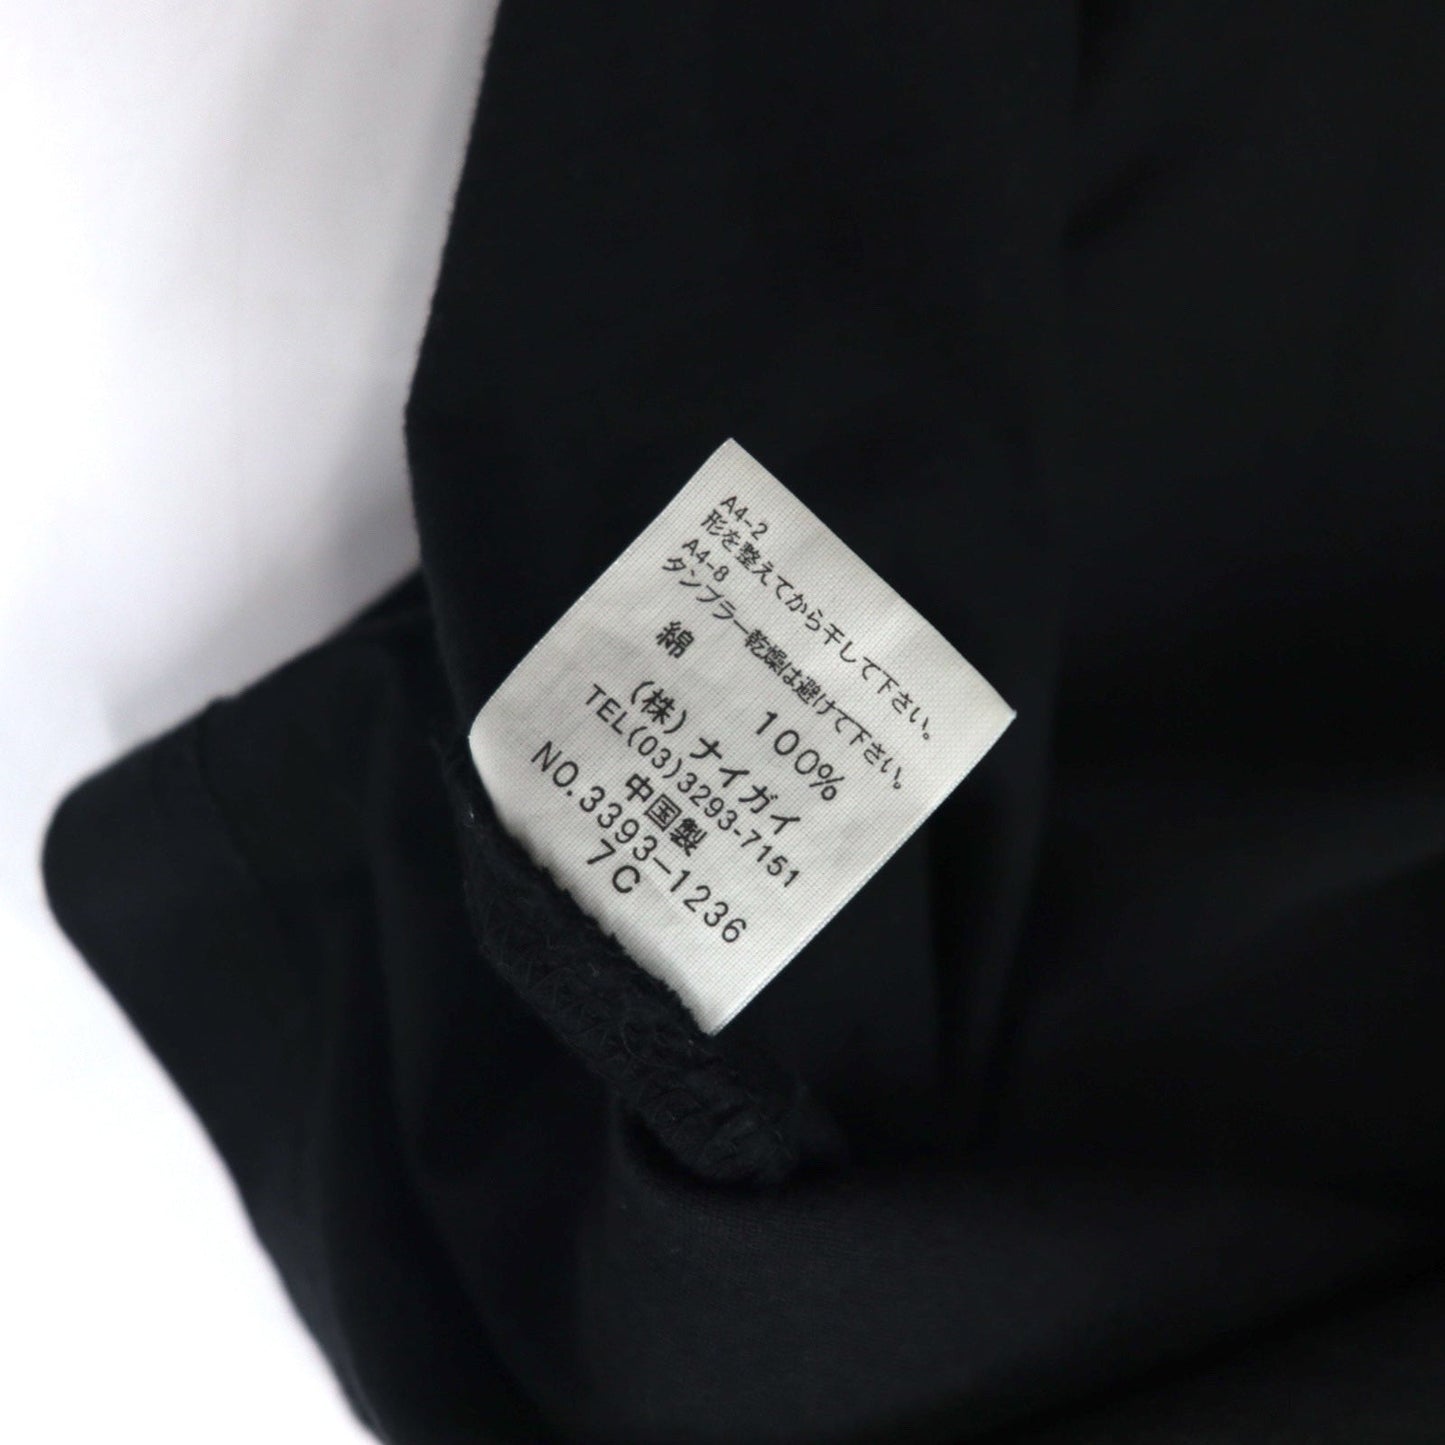 A4-2
形を整えてから干して下さい。
A4-8
タンブラー乾燥は避けて下さい。
綿 100%
(株)ナイガイ
TEL(03)3293-7151
中国製
NO.3393-1236
7C